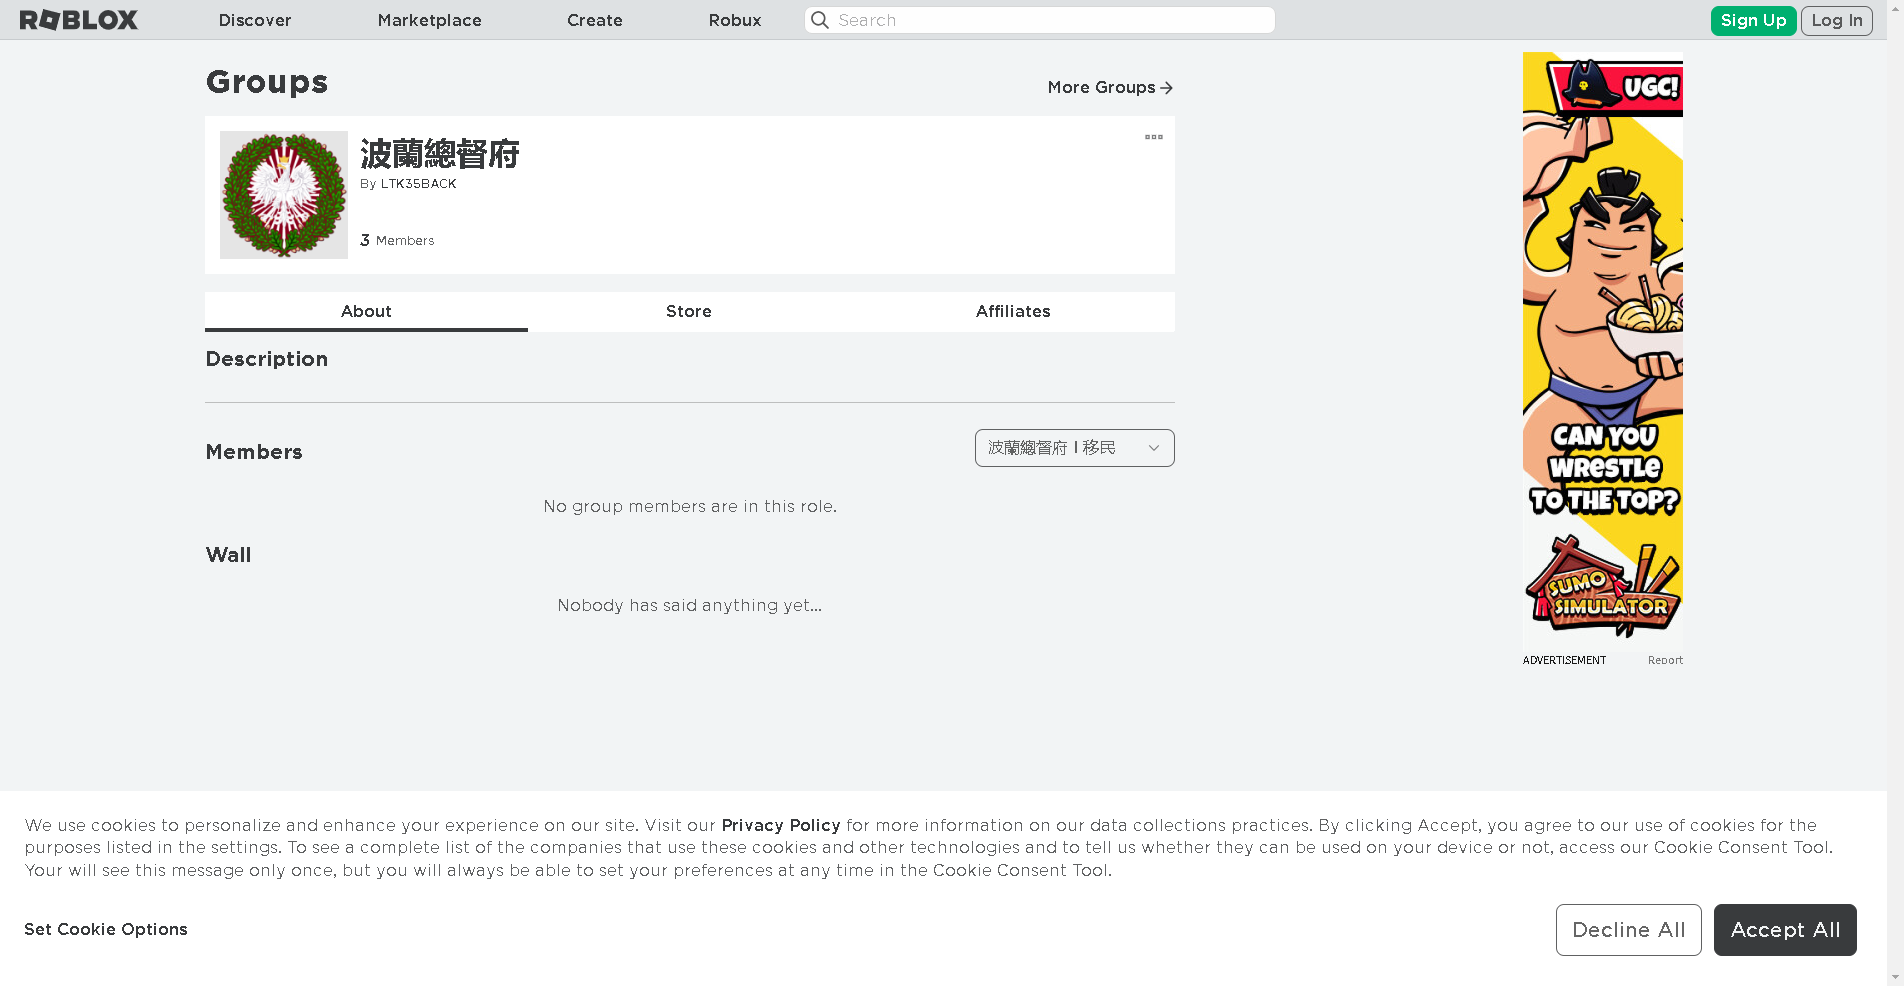 ROBLOX
Discover
Marketplace
Create
Robux
Search
Sign Up
Log In
Groups
More Groups
波蘭總督府
By LTK35BACK
3 Members
About
Store
Affiliates
Description
Members
波蘭總督府 I 移民
No group members are in this role.
Wall
Nobody has said anything yet...
UGC!
CAN YOU
WRESTLE
TO THE TOP?
SUMO
SIMULATOR
ADVERTISEMENT
Report
We use cookies to personalize and enhance your experience on our site. Visit our Privacy Policy for more information on our data collections practices. By clicking Accept, you agree to our use of cookies for the
purposes listed in the settings. To see a complete list of the companies that use these cookies and other technologies and to tell us whether they can be used on your device or not, access our Cookie Consent Tool.
Your will see this message only once, but you will always be able to set your preferences at any time in the Cookie Consent Tool.
Set Cookie Options
Decline All
Accept All